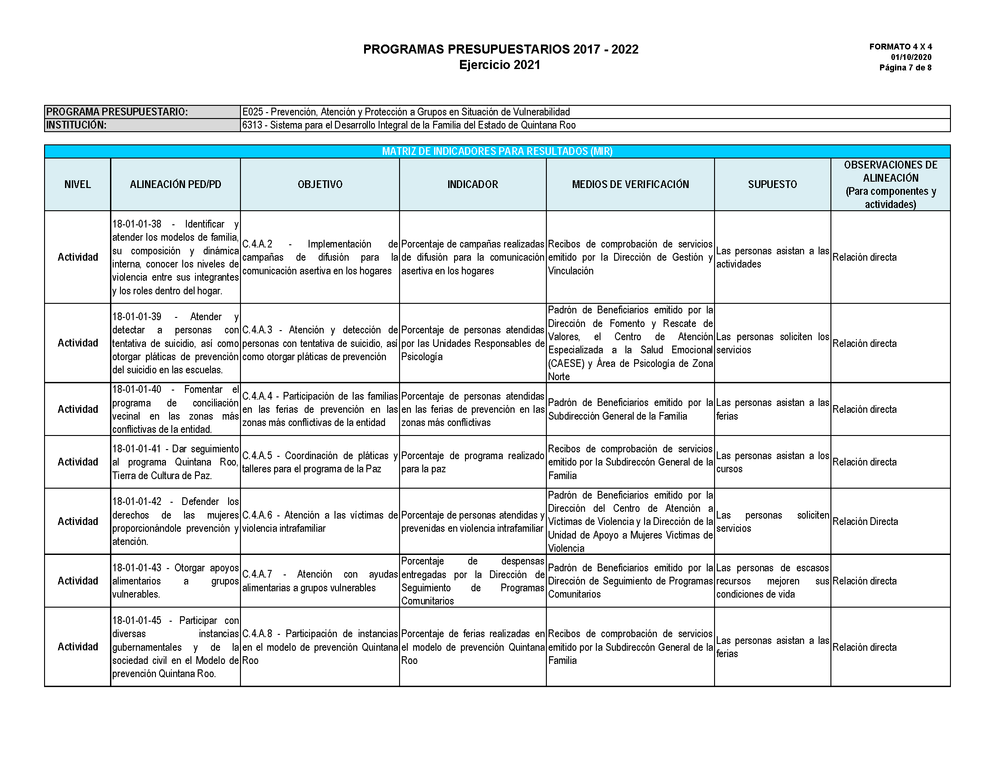 PROGRAMAS PRESUPUESTARIOS 2017 - 2022
Ejercicio 2021
FORMATO 4 X 4
01/10/2020
Página 7 de 8
PROGRAMA PRESUPUESTARIO:
E025 - Prevención, Atención y Protección a Grupos en Situación de Vulnerabilidad
INSTITUCIÓN:
6313 - Sistema para el Desarrollo Integral de la Familia del Estado de Quintana Roo
MATRIZ DE INDICADORES PARA RESULTADOS (MIR)
NIVEL
ALINEACIÓN PED/PD
OBJETIVO
INDICADOR
MEDIOS DE VERIFICACIÓN
SUPUESTO
OBSERVACIONES DE
ALINEACIÓN
(Para componentes y
actividades)
Actividad
18-01-01-38 - Identificar y
atender los modelos de familia,
su composición y dinámica
interna, conocer los niveles de
violencia entre sus integrantes
y los roles dentro del hogar.
C.4.A.2 - Implementación de
campañas de difusión para la
comunicación asertiva en los hogares
Porcentaje de campañas realizadas
de difusión para la comunicación
asertiva en los hogares
Recibos de comprobación de servicios
emitido por la Dirección de Gestión y
Vinculación
Las personas asistan a las
actividades
Relación directa
Actividad
18-01-01-39 - Atender y
detectar a personas con
tentativa de suicidio, así como
otorgar pláticas de prevención
del suicidio en las escuelas.
C.4.A.3 - Atención y detección de
personas con tentativa de suicidio, así
como otorgar pláticas de prevención
Porcentaje de personas atendidas
por las Unidades Responsables de
Psicología
Padrón de Beneficiarios emitido por la
Dirección de Fomento y Rescate de
Valores, el Centro de Atención
Especializada a la Salud Emocional
(CAESE) y Área de Psicología de Zona
Norte
Las personas soliciten los
servicios
Relación directa
Actividad
18-01-01-40 - Fomentar el
programa de conciliación
vecinal en las zonas más
conflictivas de la entidad.
C.4.A.4 - Participación de las familias
en las ferias de prevención en las
zonas más conflictivas de la entidad
Porcentaje de personas atendidas
en las ferias de prevención en las
zonas más conflictivas
Padrón de Beneficiarios emitido por la
Subdirección General de la Familia
Las personas asistan a las
ferias
Relación directa
Actividad
18-01-01-41 - Dar seguimiento
al programa Quintana Roo,
Tierra de Cultura de Paz.
C.4.A.5 - Coordinación de pláticas y
talleres para el programa de la Paz
Porcentaje de programa realizado
para la paz
Recibos de comprobación de servicios
emitido por la Subdireccón General de la
Familia
Las personas asistan a los
cursos
Relación directa
Actividad
18-01-01-42 - Defender los
derechos de las mujeres
proporcionándole prevención y
atención.
C.4.A.6 - Atención a las víctimas de
violencia intrafamiliar
Porcentaje de personas atendidas y
prevenidas en violencia intrafamiliar
Padrón de Beneficiarios emitido por la
Dirección del Centro de Atención a
Víctimas de Violencia y la Dirección de la
Unidad de Apoyo a Mujeres Victimas de
Violencia
Las personas soliciten
servicios
Relación Directa
Actividad
18-01-01-43 - Otorgar apoyos
alimentarios a grupos
vulnerables.
C.4.A.7 - Atención con ayudas
alimentarias a grupos vulnerables
Porcentaje de despensas
entregadas por la Dirección de
Seguimiento de Programas
Comunitarios
Padrón de Beneficiarios emitido por la
Dirección de Seguimiento de Programas
Comunitarios
Las personas de escasos
recursos mejoren sus
condiciones de vida
Relación directa
Actividad
18-01-01-45 - Participar con
diversas instancias
gubernamentales y de la
sociedad civil en el Modelo de
prevención Quintana Roo.
C.4.A.8 - Participación de instancias
en el modelo de prevención Quintana
Roo
Porcentaje de ferias realizadas en
el modelo de prevención Quintana
Roo
Recibos de comprobación de servicios
emitido por la Subdireccón General de la
Familia
Las personas asistan a las
ferias
Relación directa